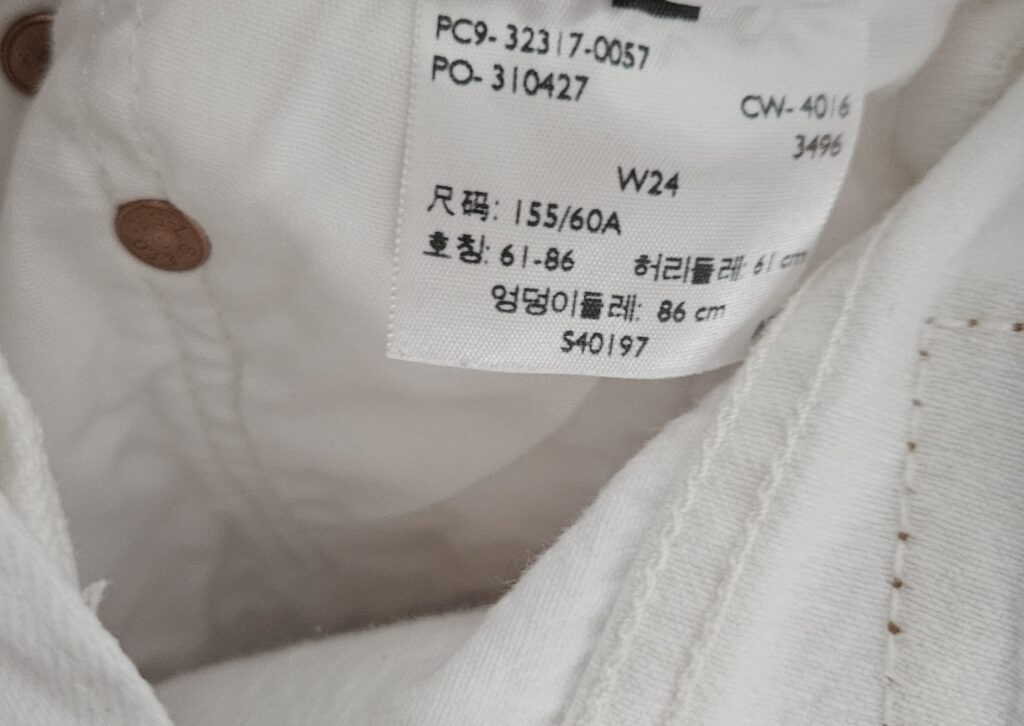 PC9- 32317-0057
PO- 310427
CW- 4016
3496
W24
尺码: 155/60A
호칭: 61-86 허리둘레: 61 cm
엉덩이둘레: 86 cm
S40197